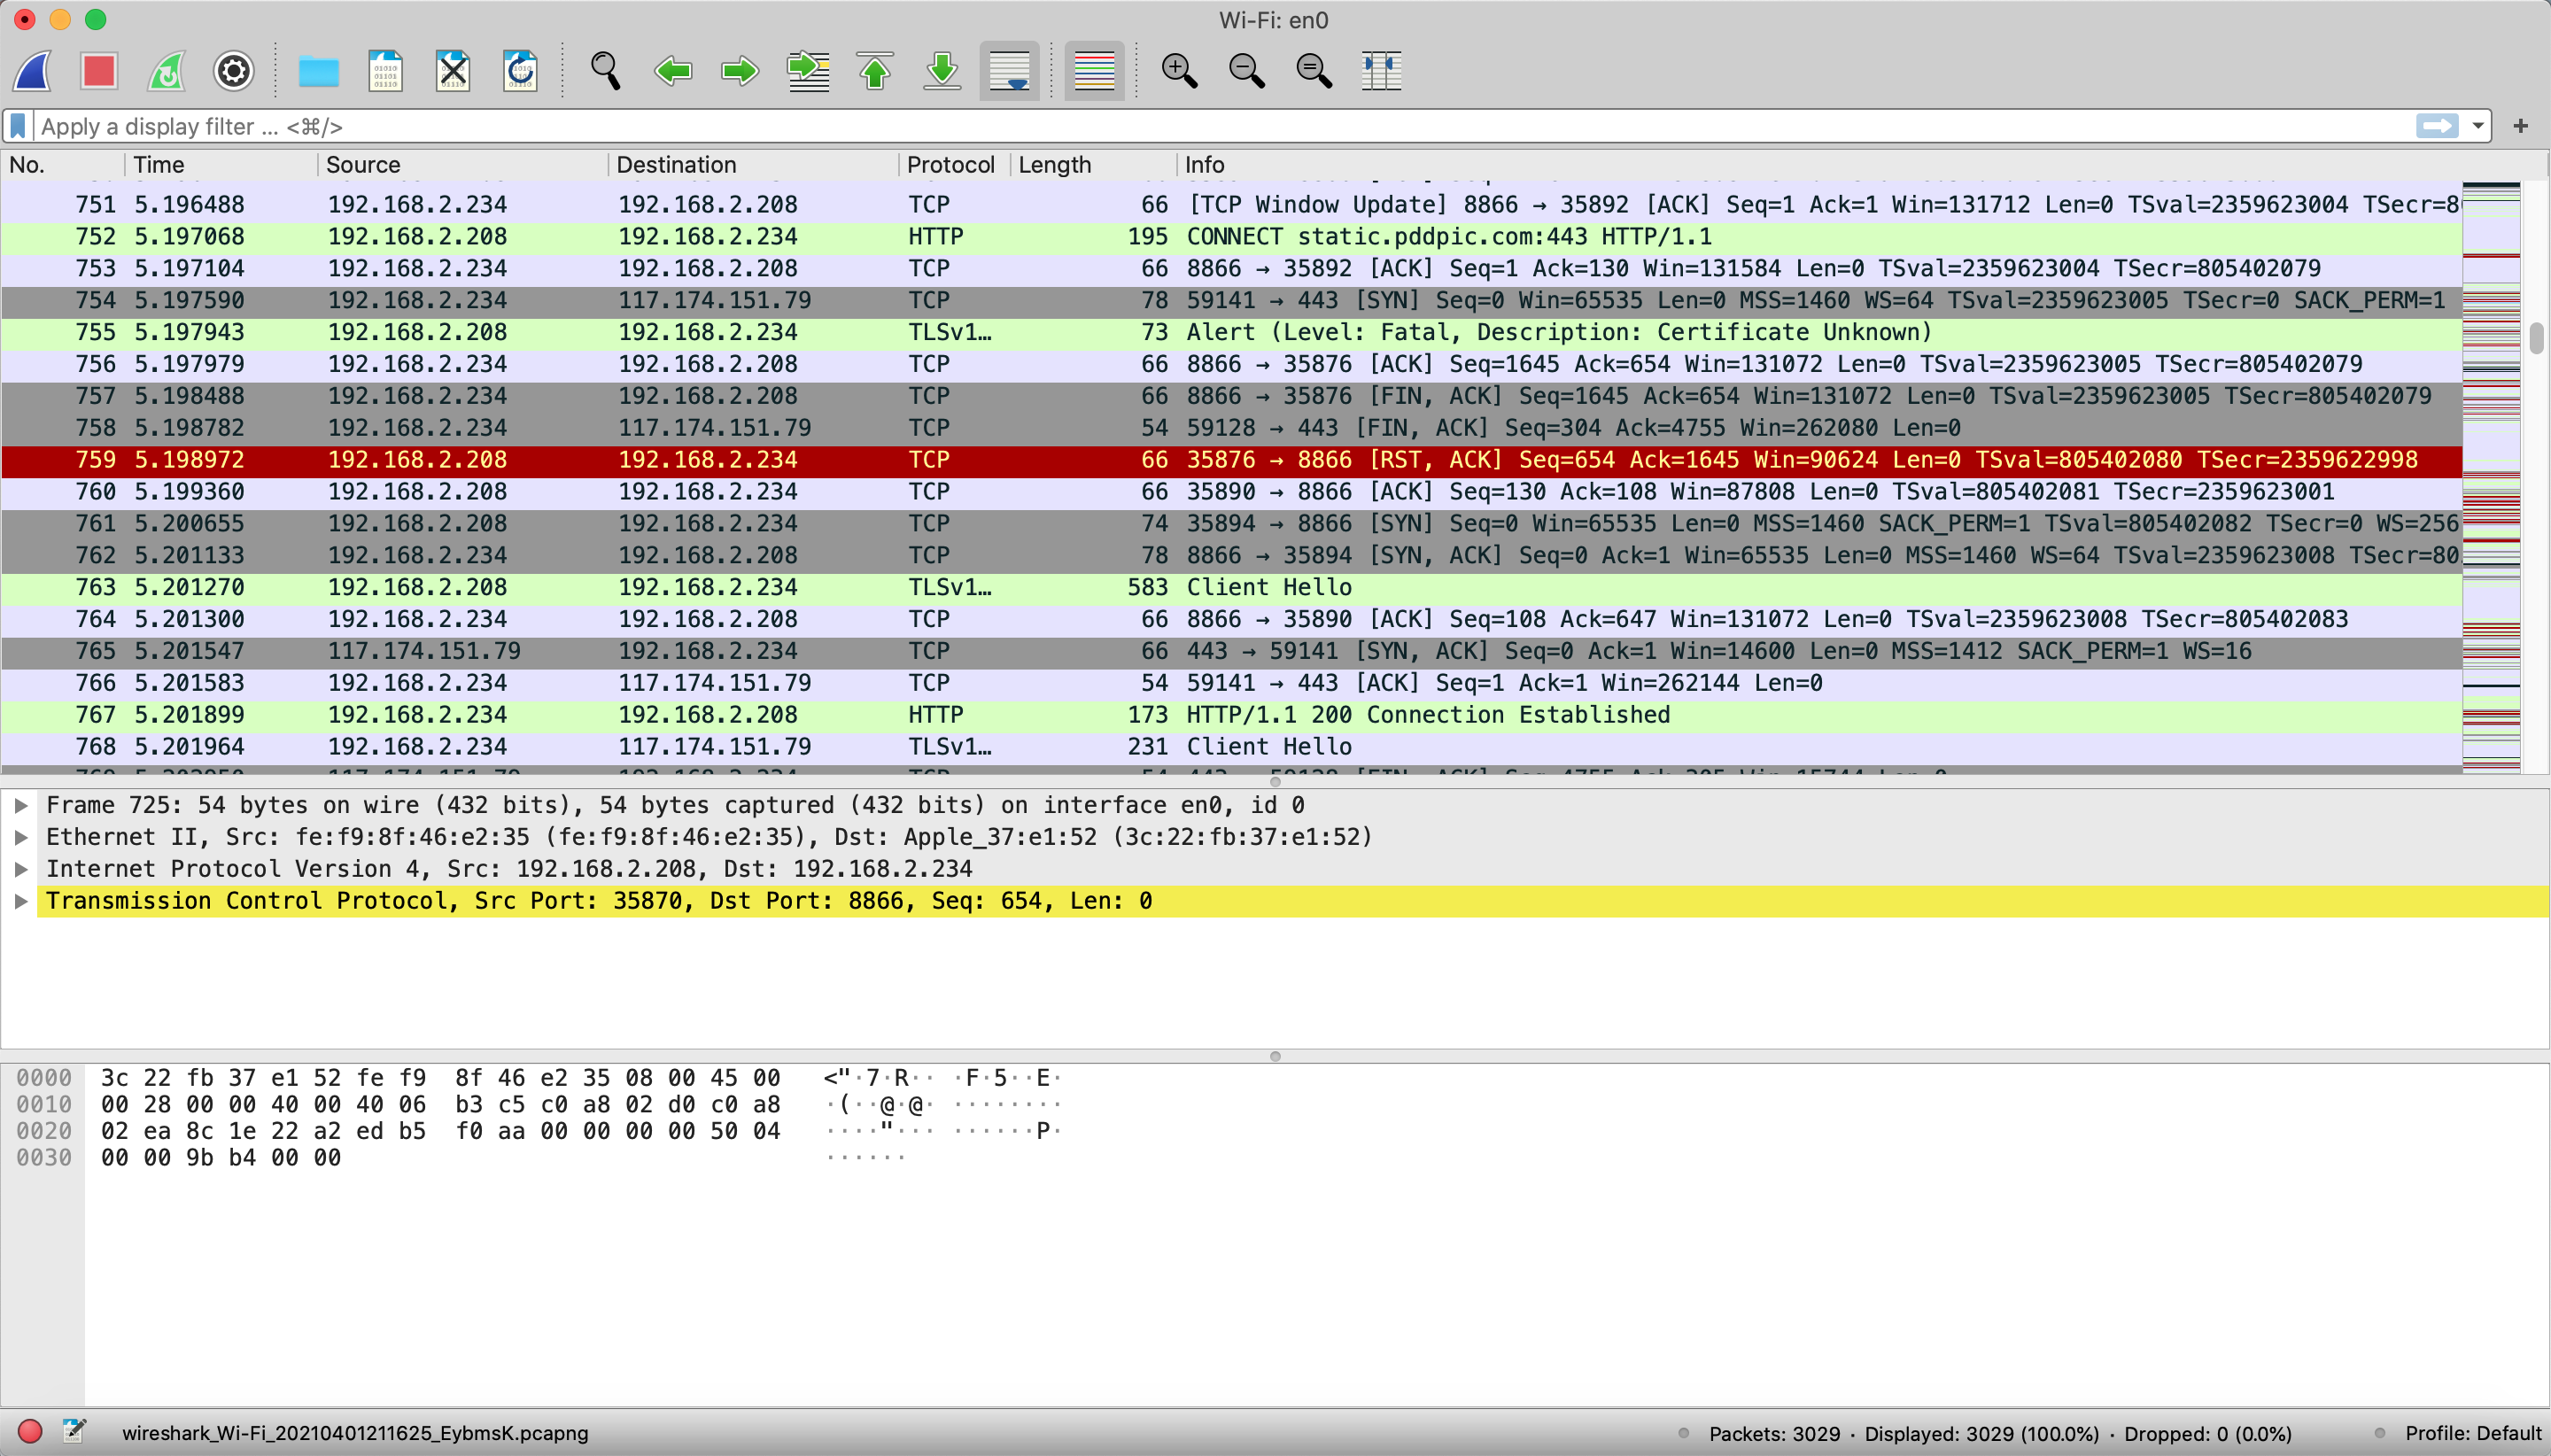 Wi-Fi: en0
Apply a display filter ... <⌘/>
No. Time Source Destination Protocol Length Info
751 5.196488 192.168.2.234 192.168.2.208 TCP 66 [TCP Window Update] 8866 → 35892 [ACK] Seq=1 Ack=1 Win=131712 Len=0 TSval=2359623004 TSecr=8
752 5.197068 192.168.2.208 192.168.2.234 HTTP 195 CONNECT static.pddpic.com:443 HTTP/1.1
753 5.197104 192.168.2.234 192.168.2.208 TCP 66 8866 → 35892 [ACK] Seq=1 Ack=130 Win=131584 Len=0 TSval=2359623004 TSecr=805402079
754 5.197590 192.168.2.234 117.174.151.79 TCP 78 59141 → 443 [SYN] Seq=0 Win=65535 Len=0 MSS=1460 WS=64 TSval=2359623005 TSecr=0 SACK_PERM=1
755 5.197943 192.168.2.208 192.168.2.234 TLSv1… 73 Alert (Level: Fatal, Description: Certificate Unknown)
756 5.197979 192.168.2.234 192.168.2.208 TCP 66 8866 → 35876 [ACK] Seq=1645 Ack=654 Win=131072 Len=0 TSval=2359623005 TSecr=805402079
757 5.198488 192.168.2.234 192.168.2.208 TCP 66 8866 → 35876 [FIN, ACK] Seq=1645 Ack=654 Win=131072 Len=0 TSval=2359623005 TSecr=805402079
758 5.198782 192.168.2.234 117.174.151.79 TCP 54 59128 → 443 [FIN, ACK] Seq=304 Ack=4755 Win=262080 Len=0
759 5.198972 192.168.2.208 192.168.2.234 TCP 66 35876 → 8866 [RST, ACK] Seq=654 Ack=1645 Win=90624 Len=0 TSval=805402080 TSecr=2359622998
760 5.199360 192.168.2.208 192.168.2.234 TCP 66 35890 → 8866 [ACK] Seq=130 Ack=108 Win=87808 Len=0 TSval=805402081 TSecr=2359623001
761 5.200655 192.168.2.208 192.168.2.234 TCP 74 35894 → 8866 [SYN] Seq=0 Win=65535 Len=0 MSS=1460 SACK_PERM=1 TSval=805402082 TSecr=0 WS=256
762 5.201133 192.168.2.234 192.168.2.208 TCP 78 8866 → 35894 [SYN, ACK] Seq=0 Ack=1 Win=65535 Len=0 MSS=1460 WS=64 TSval=2359623008 TSecr=80
763 5.201270 192.168.2.208 192.168.2.234 TLSv1… 583 Client Hello
764 5.201300 192.168.2.234 192.168.2.208 TCP 66 8866 → 35890 [ACK] Seq=108 Ack=647 Win=131072 Len=0 TSval=2359623008 TSecr=805402083
765 5.201547 117.174.151.79 192.168.2.234 TCP 66 443 → 59141 [SYN, ACK] Seq=0 Ack=1 Win=14600 Len=0 MSS=1412 SACK_PERM=1 WS=16
766 5.201583 192.168.2.234 117.174.151.79 TCP 54 59141 → 443 [ACK] Seq=1 Ack=1 Win=262144 Len=0
767 5.201899 192.168.2.234 192.168.2.208 HTTP 173 HTTP/1.1 200 Connection Established
768 5.201964 192.168.2.234 117.174.151.79 TLSv1… 231 Client Hello
Frame 725: 54 bytes on wire (432 bits), 54 bytes captured (432 bits) on interface en0, id 0
Ethernet II, Src: fe:f9:8f:46:e2:35 (fe:f9:8f:46:e2:35), Dst: Apple_37:e1:52 (3c:22:fb:37:e1:52)
Internet Protocol Version 4, Src: 192.168.2.208, Dst: 192.168.2.234
Transmission Control Protocol, Src Port: 35870, Dst Port: 8866, Seq: 654, Len: 0
0000 3c 22 fb 37 e1 52 fe f9 8f 46 e2 35 08 00 45 00 <"·7·R·· ·F·5··E·
0010 00 28 00 00 40 00 40 06 b3 c5 c0 a8 02 d0 c0 a8 ·(··@·@· ········
0020 02 ea 8c 1e 22 a2 ed b5 f0 aa 00 00 00 00 50 04 ····"··· ······P·
0030 00 00 9b b4 00 00 ······
wireshark_Wi-Fi_20210401211625_EybmsK.pcapng
Packets: 3029 · Displayed: 3029 (100.0%) · Dropped: 0 (0.0%)
Profile: Default